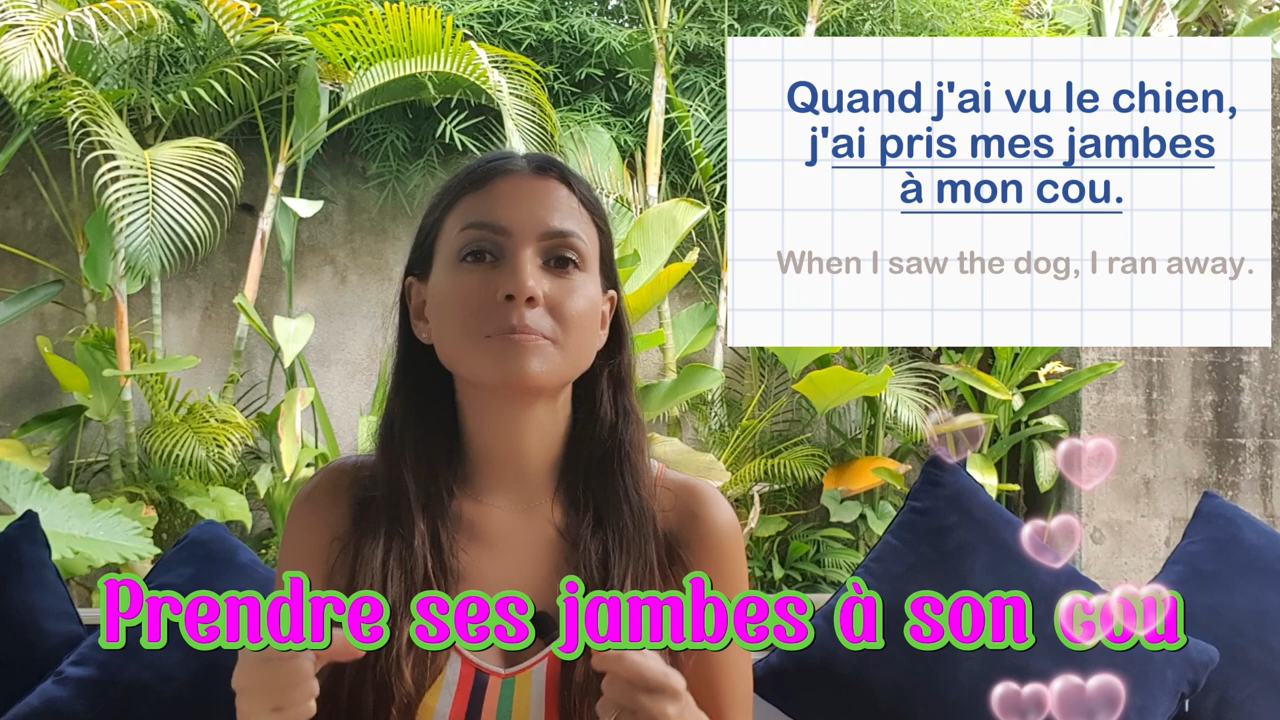 Quand j'ai vu le chien,
j'ai pris mes jambes
à mon cou.
When I saw the dog, I ran away.
Prendre ses jambes à son cou